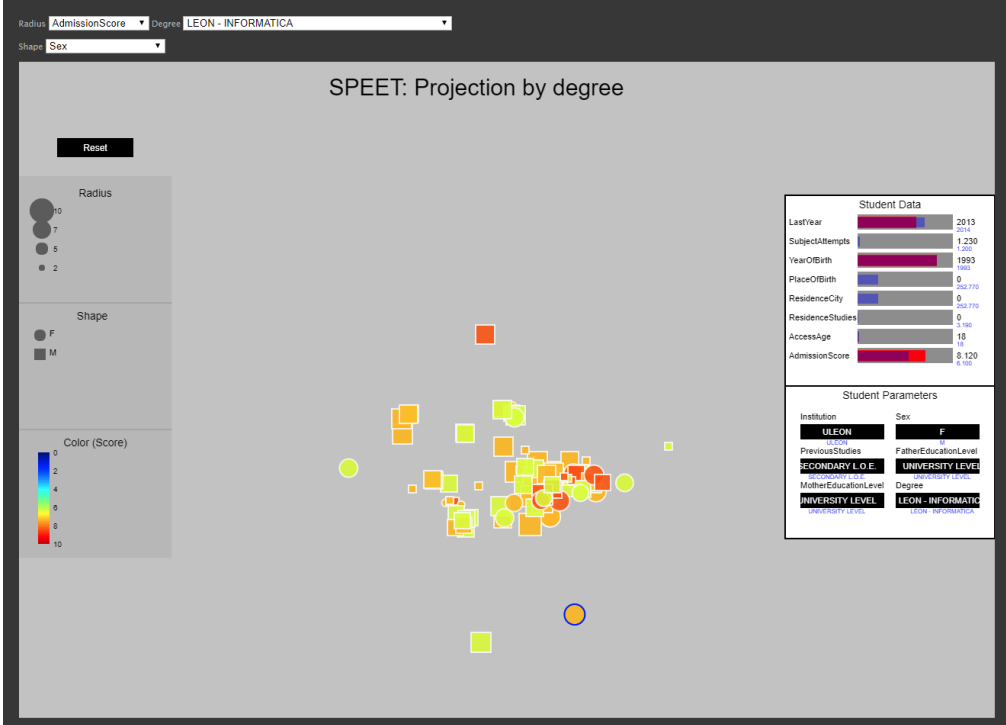 Radius AdmissionScore Degree LEON - INFORMATICA
Shape Sex
SPEET: Projection by degree
Reset
Radius
10
7
5
2
Shape
F
M
Color (Score)
0
2
4
6
8
10
Student Data
LastYear 2013
2014
SubjectAttempts 1.230
1.200
YearOfBirth 1993
1993
PlaceOfBirth 0
252.770
ResidenceCity 0
252.770
ResidenceStudies 0
3.190
AccessAge 18
18
AdmissionScore 8.120
6.100
Student Parameters
Institution Sex
ULEON F
ULEON M
PreviousStudies FatherEducationLevel
SECONDARY L.O.E. UNIVERSITY LEVEL
SECONDARY L.O.E. UNIVERSITY LEVEL
MotherEducationLevel Degree
UNIVERSITY LEVEL LEON - INFORMATIC
UNIVERSITY LEVEL LEON - INFORMATICA